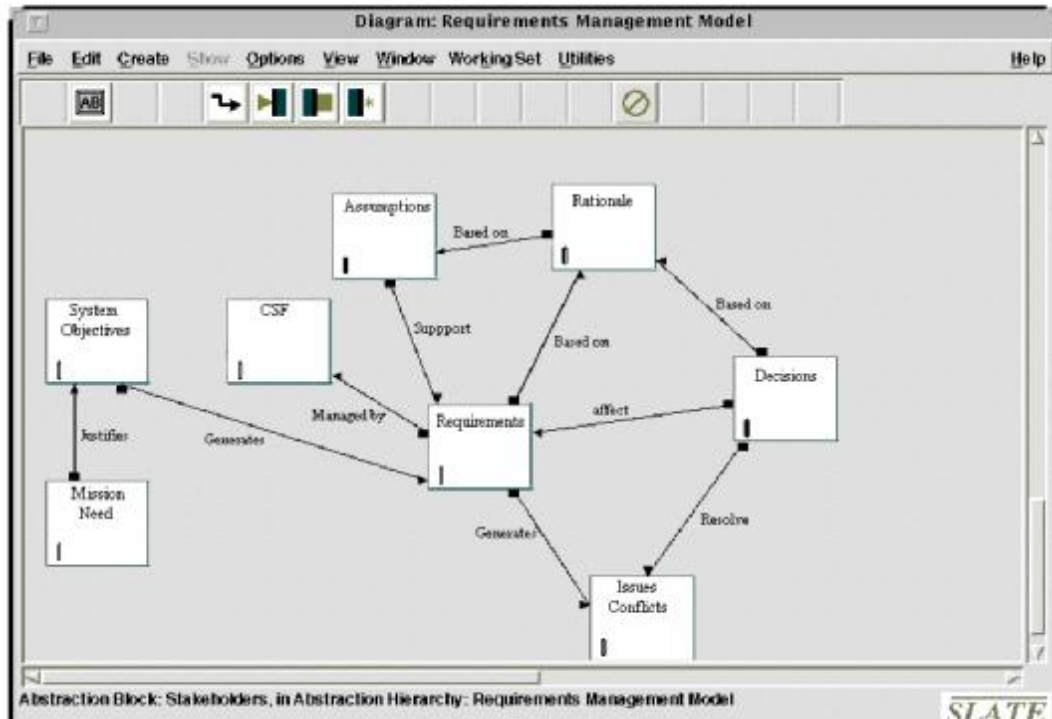 Diagram: Requirements Management Model
File Edit Create Show Options View Window WorkingSet Utilities Help
AB
Assumptions
Rationale
Based on
System
Objectives
CSF
Suppport
Based on
Based on
Decisions
Managed by
Requirements
affect
Justifies
Generates
Mission
Need
Generates
Resolve
Issues
Conflicts
Abstraction Block: Stakeholders, in Abstraction Hierarchy: Requirements Management Model
SLATE